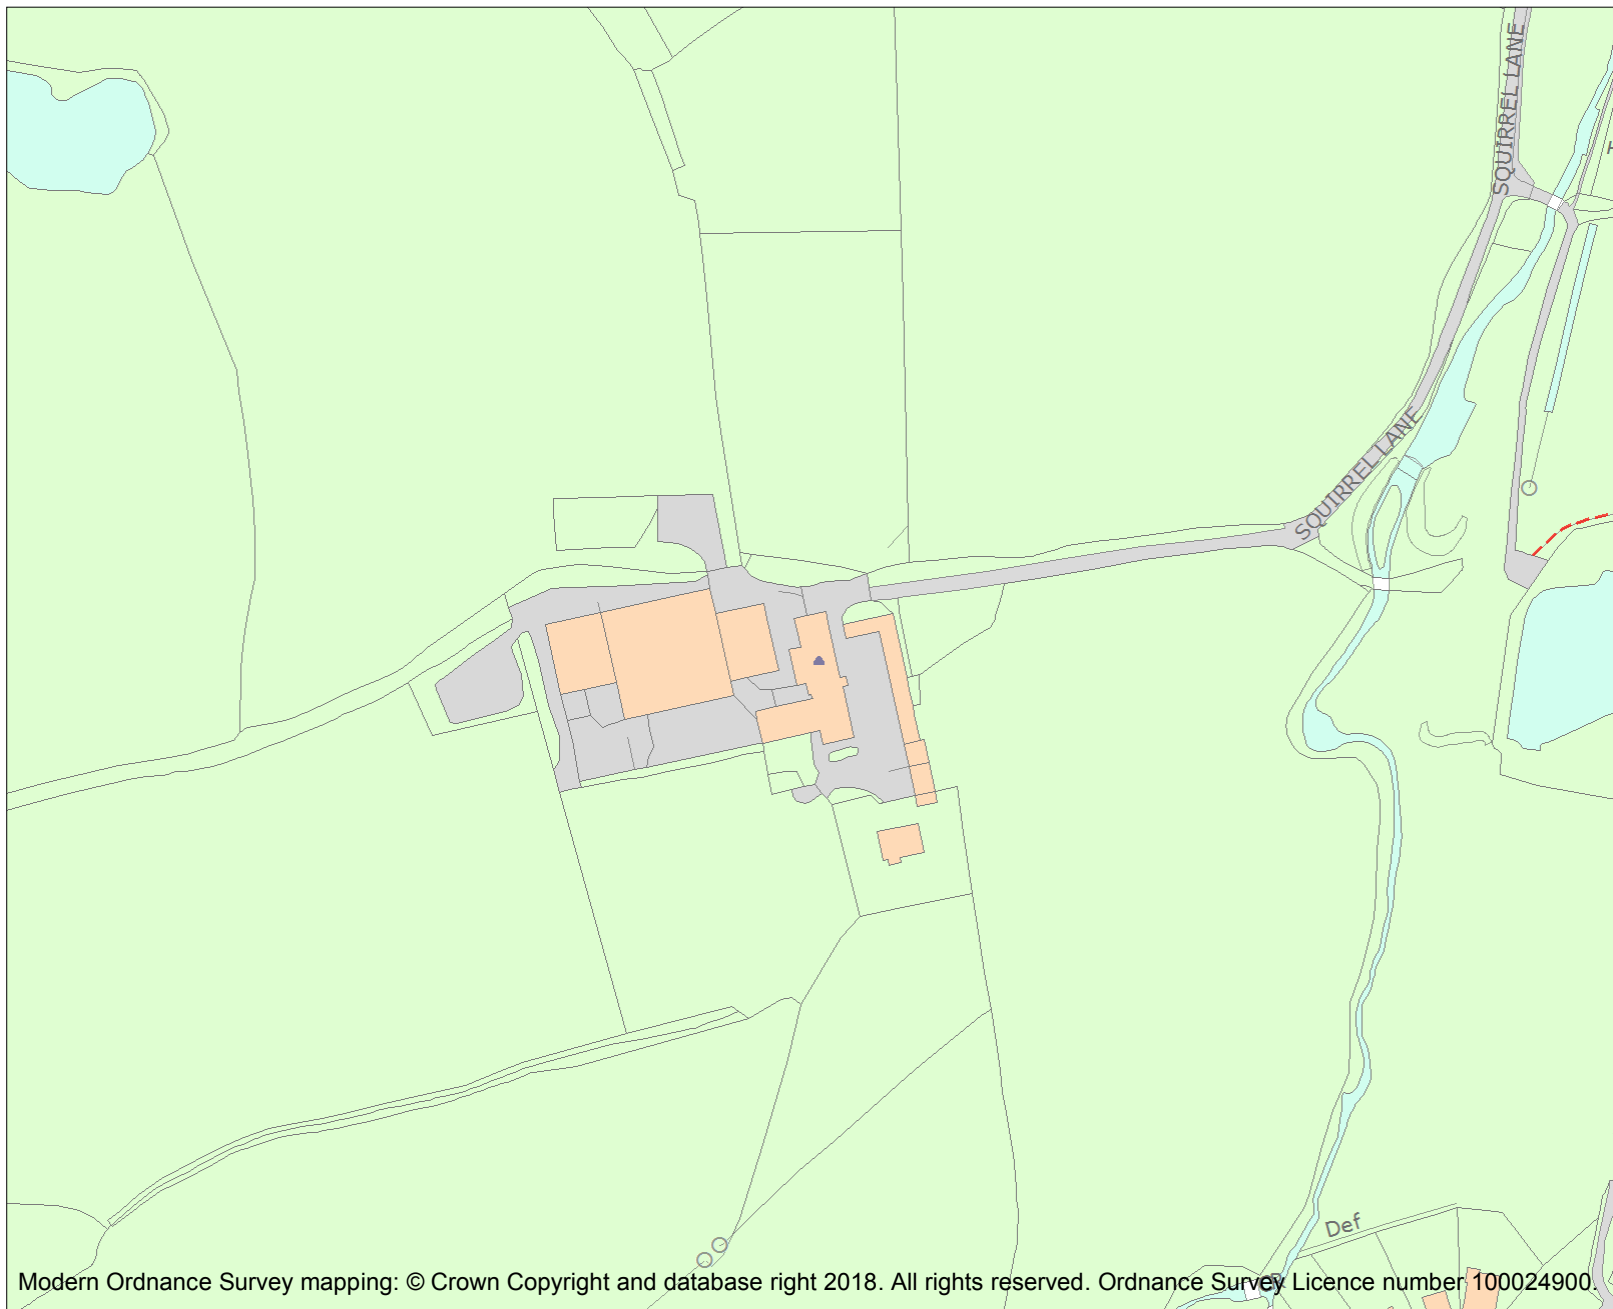 SQUIRREL LANE
SQUIRREL LANE
Def
Modern Ordnance Survey mapping: © Crown Copyright and database right 2018. All rights reserved. Ordnance Survey Licence number 100024900.